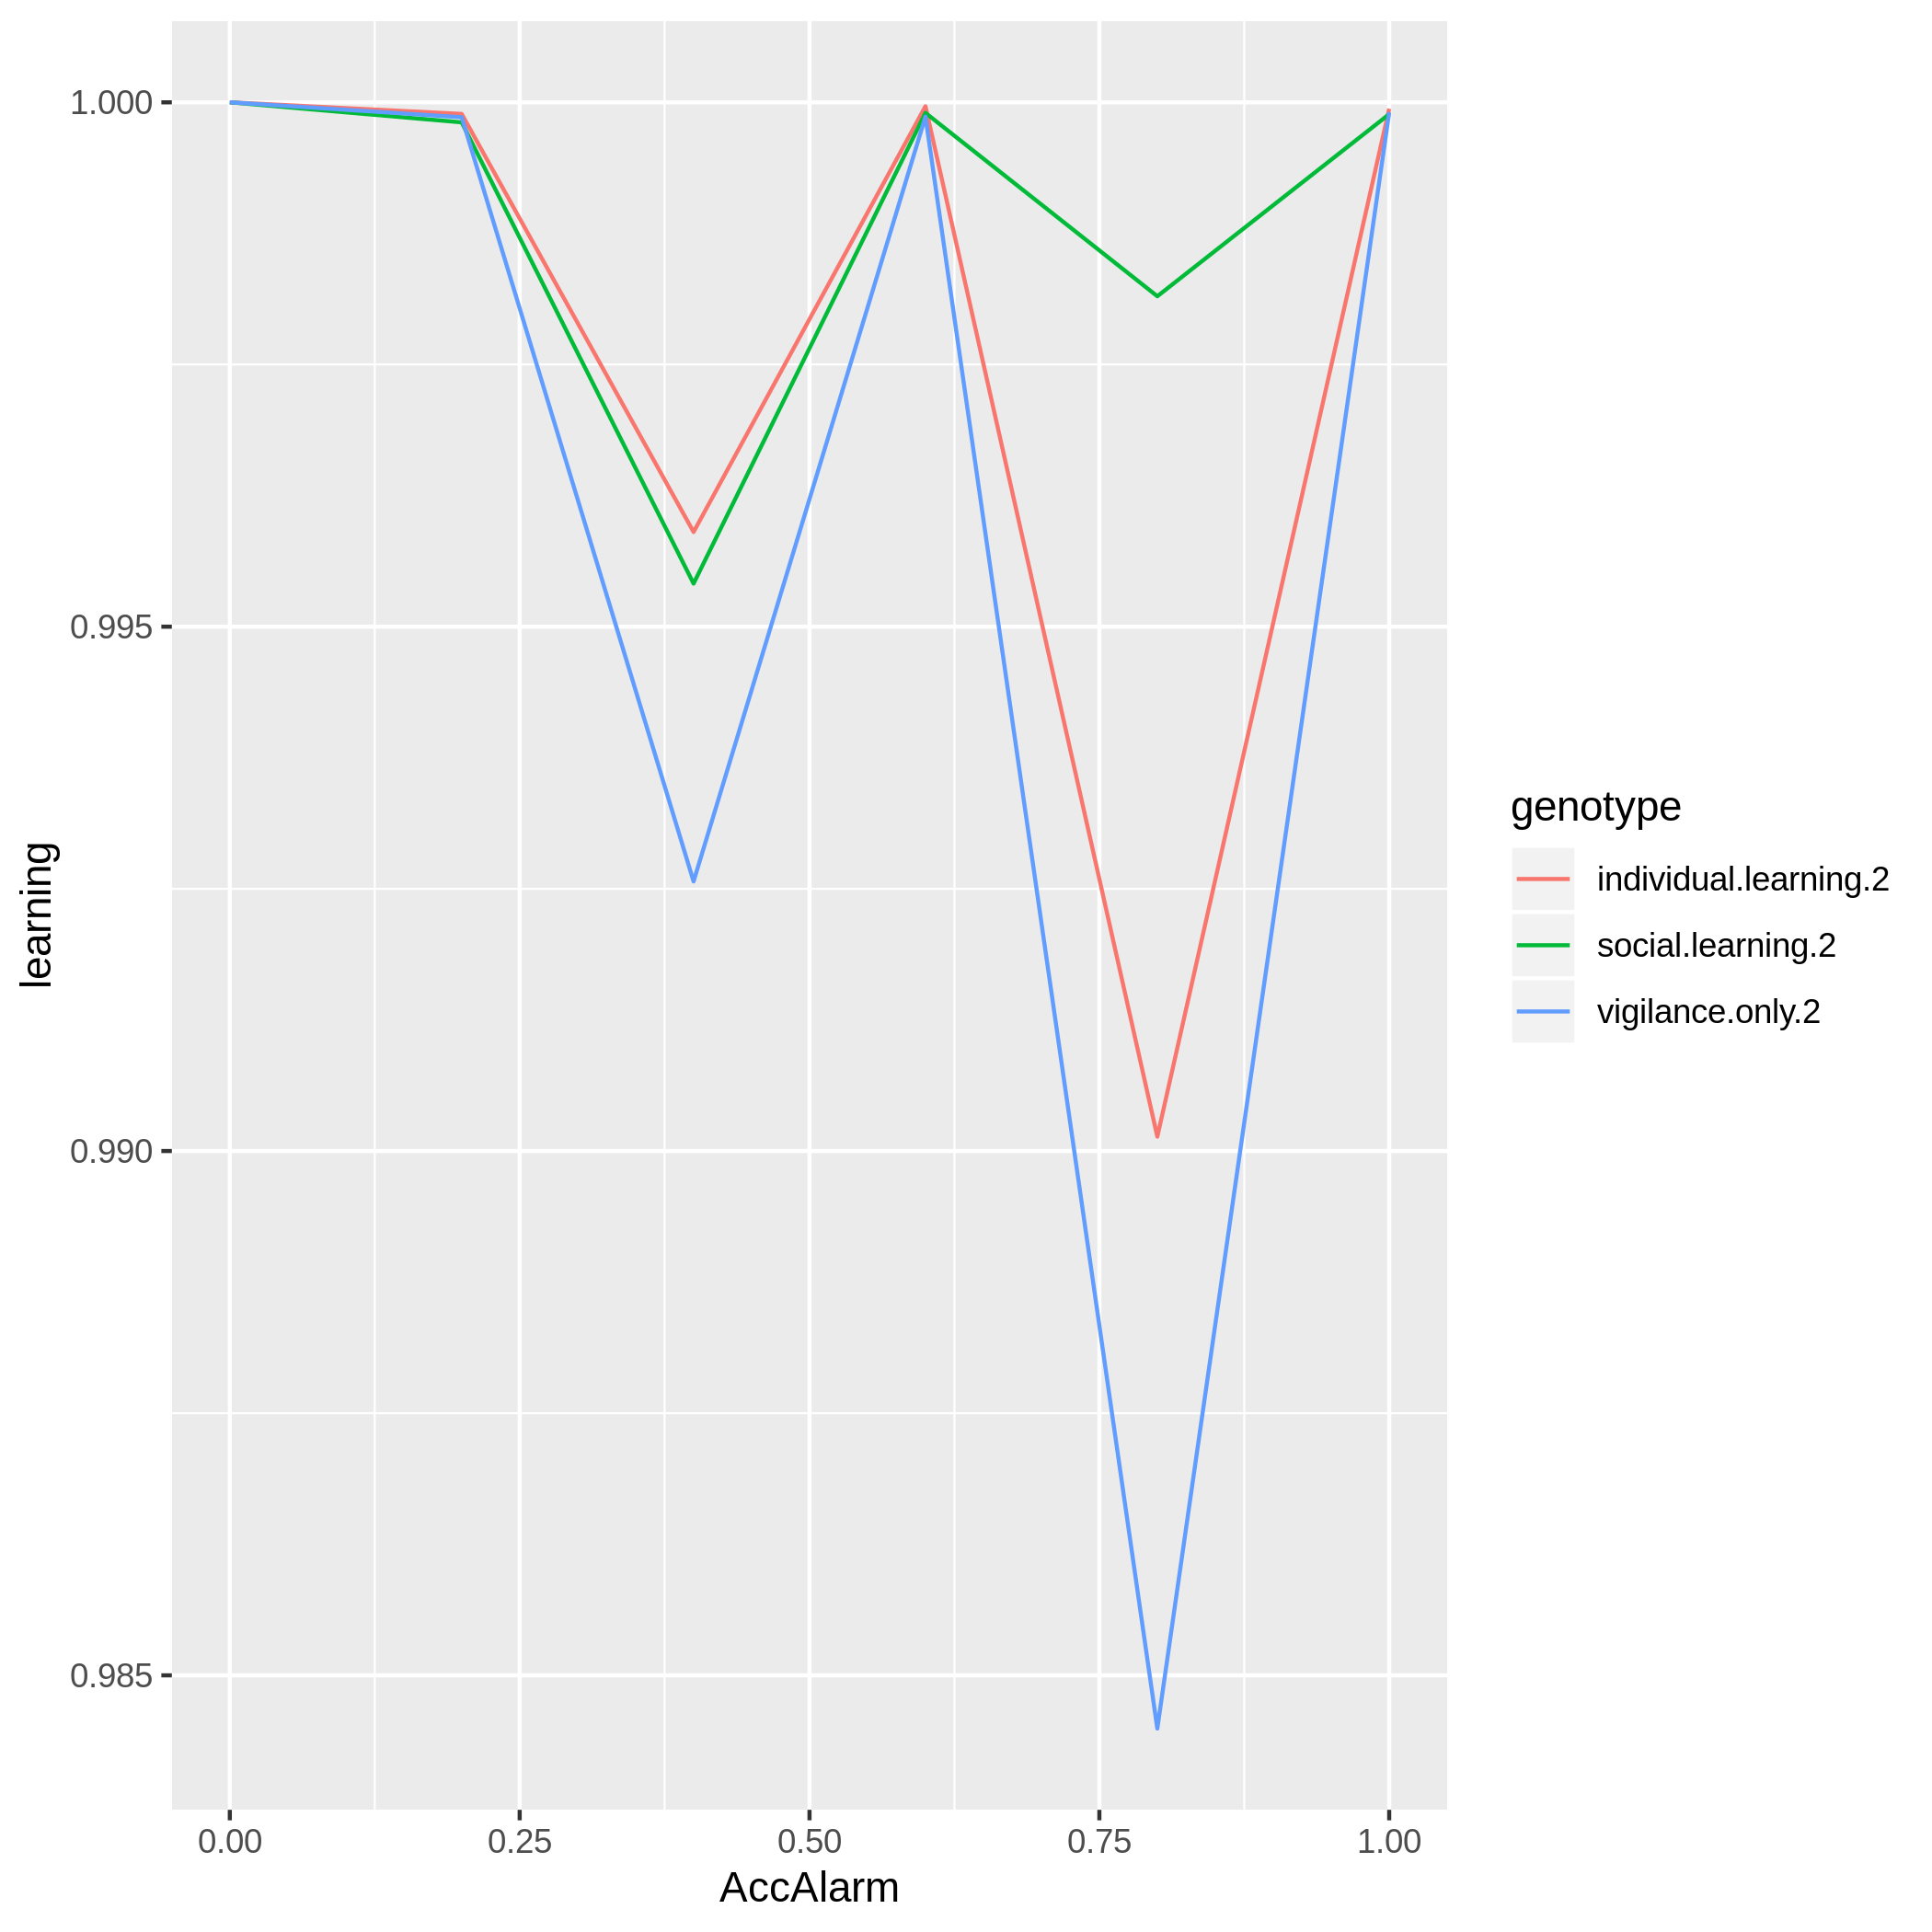 1.000
0.995
0.990
0.985
learning
0.00 0.25 0.50 0.75 1.00
AccAlarm
genotype
individual.learning.2
social.learning.2
vigilance.only.2